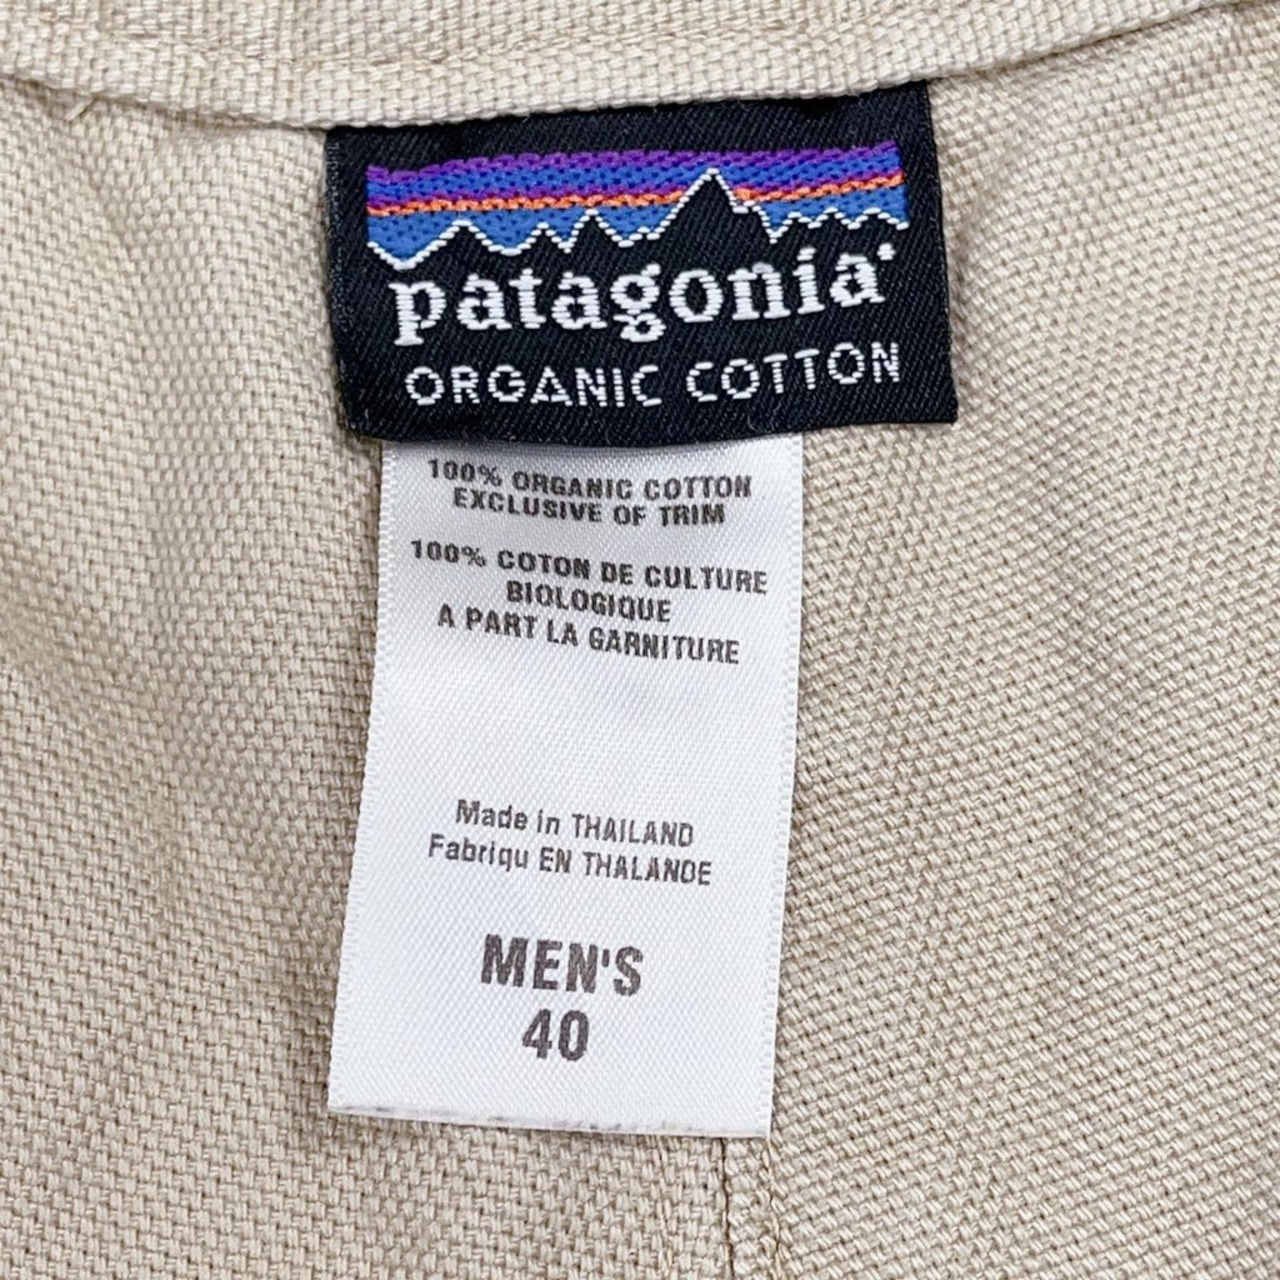 patagonia
ORGANIC COTTON
100% ORGANIC COTTON
EXCLUSIVE OF TRIM
100% COTON DE CULTURE
BIOLOGIQUE
A PART LA GARNITURE
Made in THAILAND
Fabriqu EN THALANDE
MEN'S
40